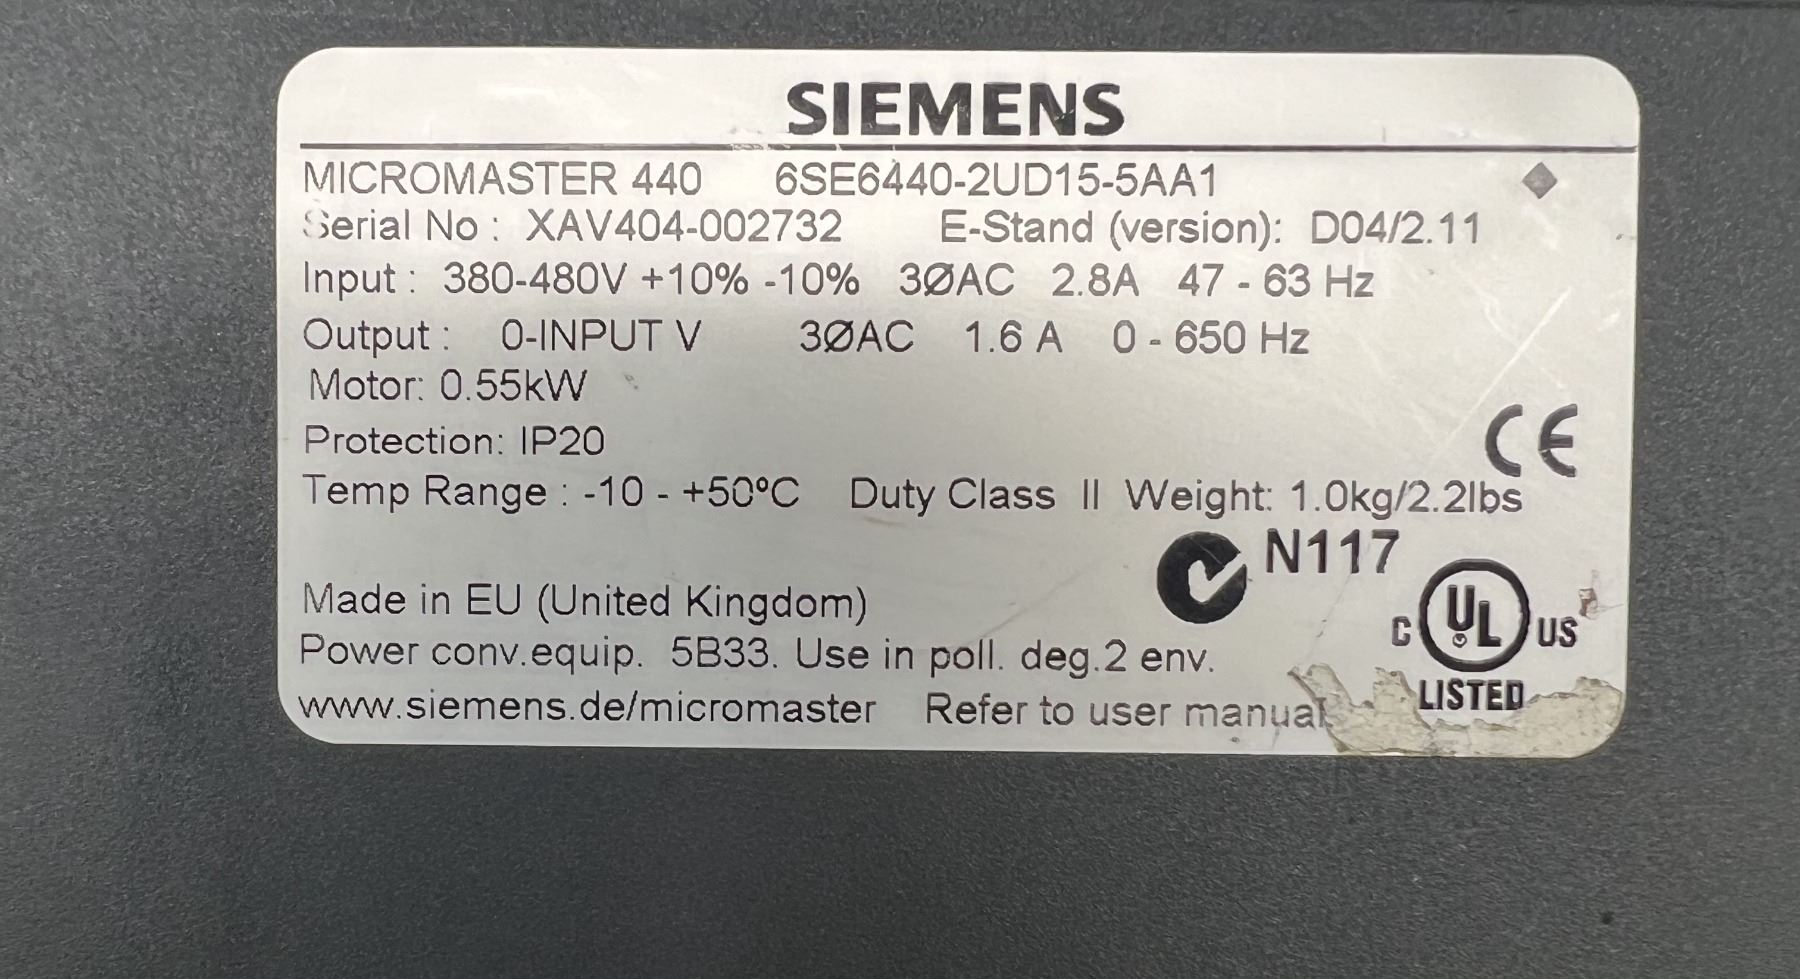 SIEMENS
MICROMASTER 440 6SE6440-2UD15-5AA1
Serial No : XAV404-002732 E-Stand (version): D04/2.11
Input : 380-480V +10% -10% 3ØAC 2.8A 47 - 63 Hz
Output : 0-INPUT V 3ØAC 1.6 A 0 - 650 Hz
Motor: 0.55kW
Protection: IP20
CE
Temp Range : -10 - +50°C Duty Class II Weight: 1.0kg/2.2lbs
N117
Made in EU (United Kingdom)
C UL US
Power conv.equip. 5B33. Use in poll. deg.2 env.
LISTED
www.siemens.de/micromaster Refer to user manual